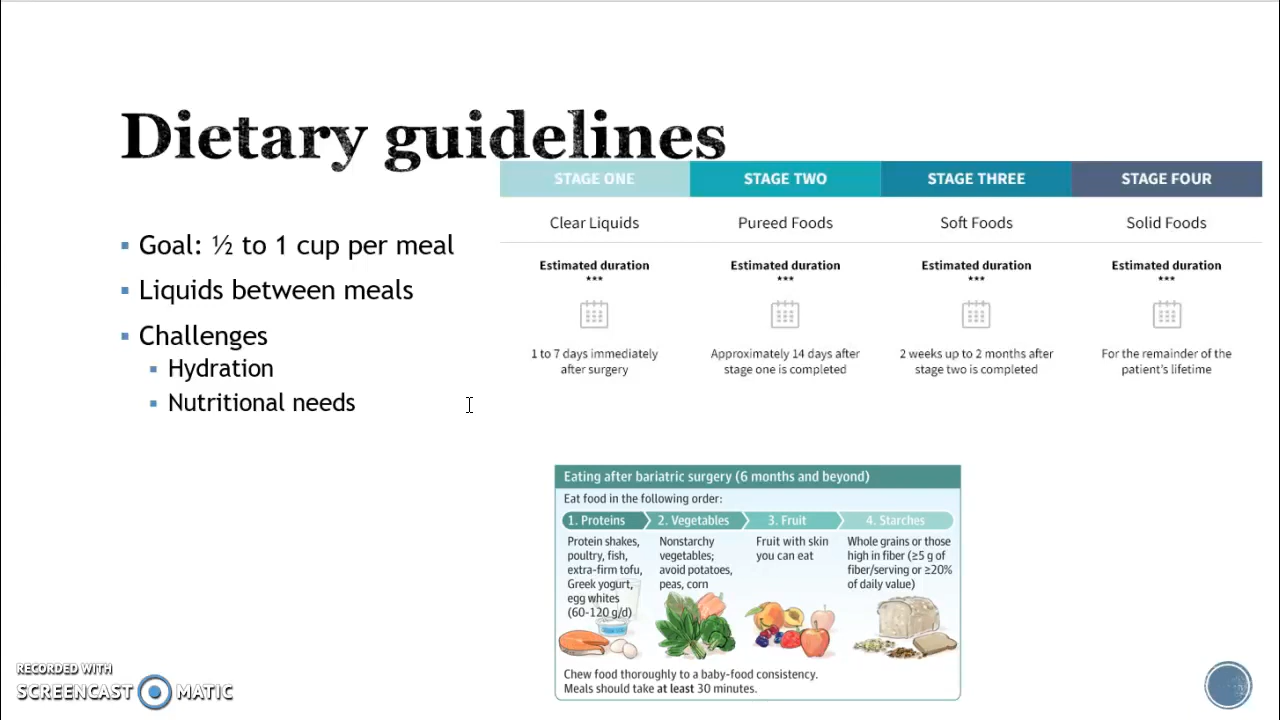 Dietary guidelines
▪ Goal: ½ to 1 cup per meal
▪ Liquids between meals
▪ Challenges
▪ Hydration
▪ Nutritional needs
STAGE ONE
Clear Liquids
Estimated duration
***
1 to 7 days immediately
after surgery
STAGE TWO
Pureed Foods
Estimated duration
***
Approximately 14 days after
stage one is completed
STAGE THREE
Soft Foods
Estimated duration
***
2 weeks up to 2 months after
stage two is completed
STAGE FOUR
Solid Foods
Estimated duration
***
For the remainder of the
patient's lifetime
Eating after bariatric surgery (6 months and beyond)
Eat food in the following order:
1. Proteins
Protein shakes,
poultry, fish,
extra-firm tofu,
Greek yogurt,
egg whites
(60-120 g/d)
2. Vegetables
Nonstarchy
vegetables;
avoid potatoes,
peas, corn
3. Fruit
Fruit with skin
you can eat
4. Starches
Whole grains or those
high in fiber (≥5 g of
fiber/serving or ≥20%
of daily value)
Chew food thoroughly to a baby-food consistency.
Meals should take at least 30 minutes.
RECORDED WITH
SCREENCAST MATIC